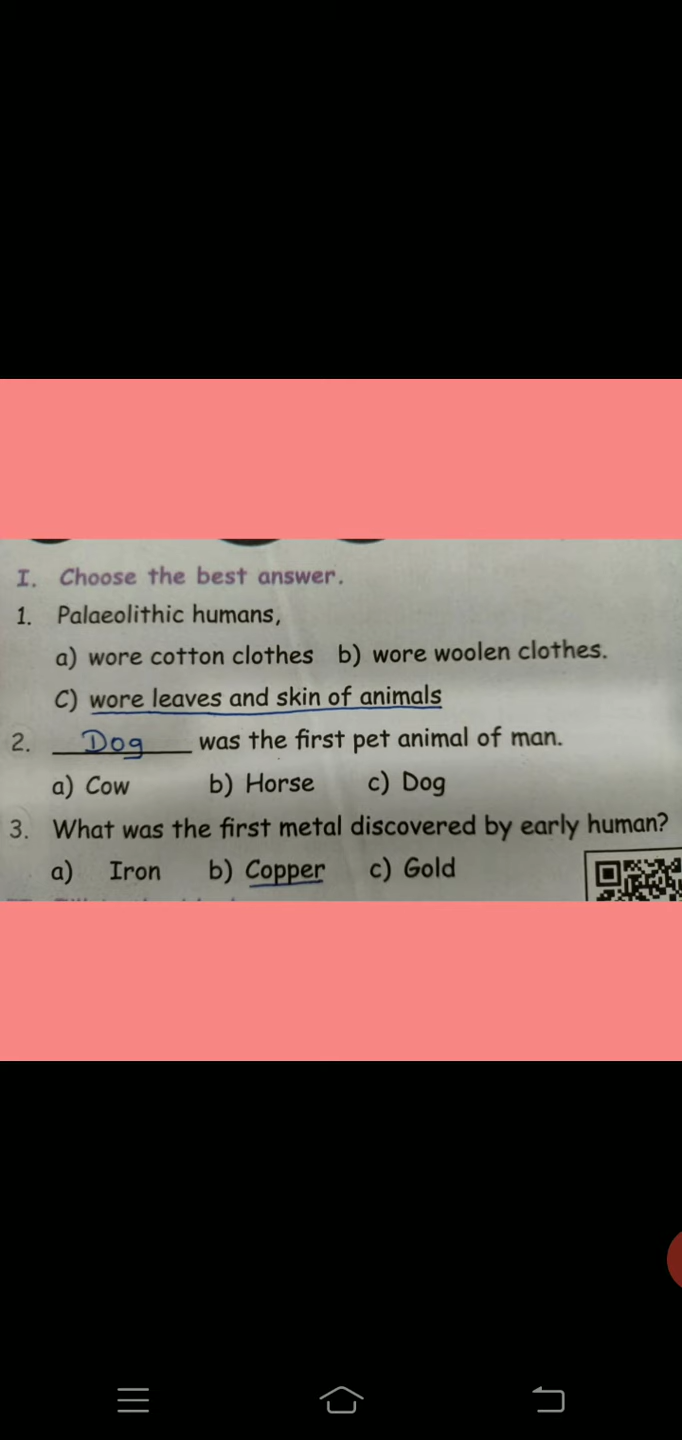 I. Choose the best answer.
1. Palaeolithic humans,
a) wore cotton clothes b) wore woolen clothes.
C) wore leaves and skin of animals
2. Dog was the first pet animal of man.
a) Cow b) Horse c) Dog
3. What was the first metal discovered by early human?
a) Iron b) Copper c) Gold